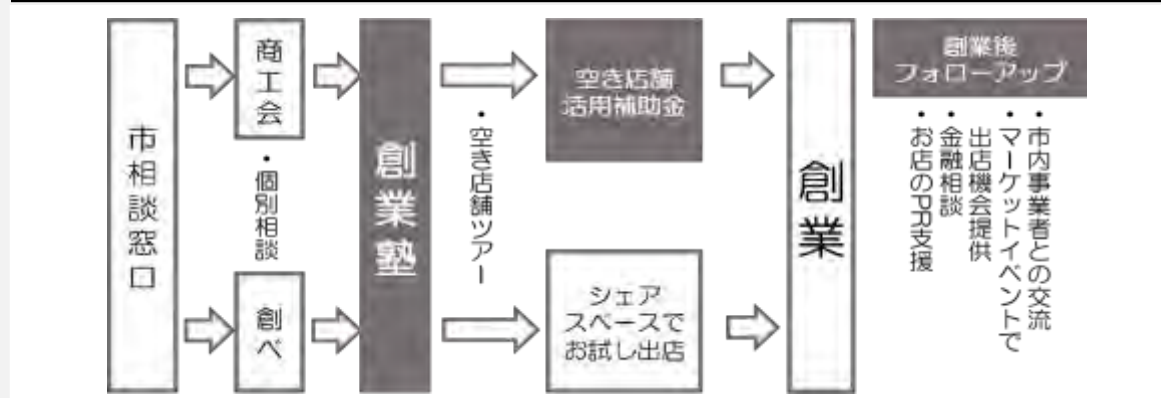 市相談窓口
商工会
・個別相談
創べ
創業塾
・空き店舗ツアー
空き店舗
活用補助金
シェア
スペースで
お試し出店
創業
創業後
フォローアップ
・市内事業者との交流
・マーケットイベントで
出店機会提供
・金融相談
・お店のPR支援